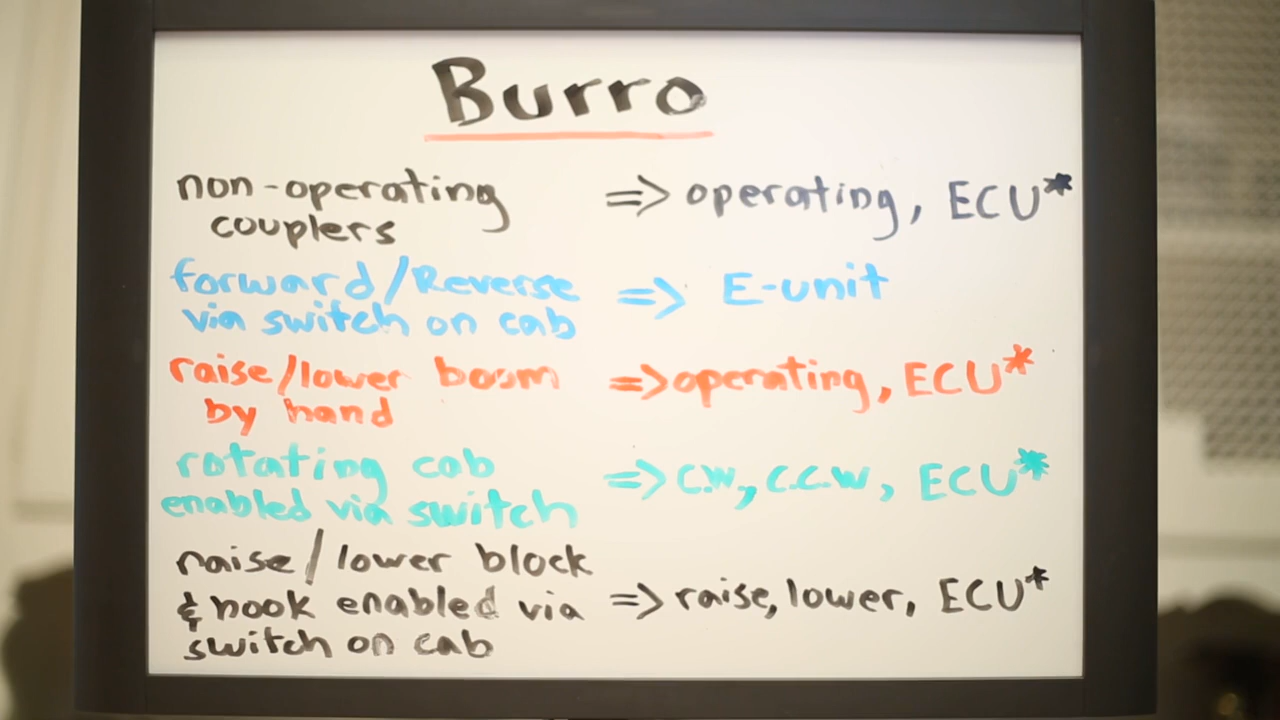 Burro
non-operating => operating, ECU*
couplers
forward/Reverse => E-unit
via switch on cab
raise/lower boom => operating, ECU*
by hand
rotating cab => C.W, C.C.W, ECU*
enabled via switch
raise/lower block
& hook enabled via => raise, lower, ECU*
switch on cab